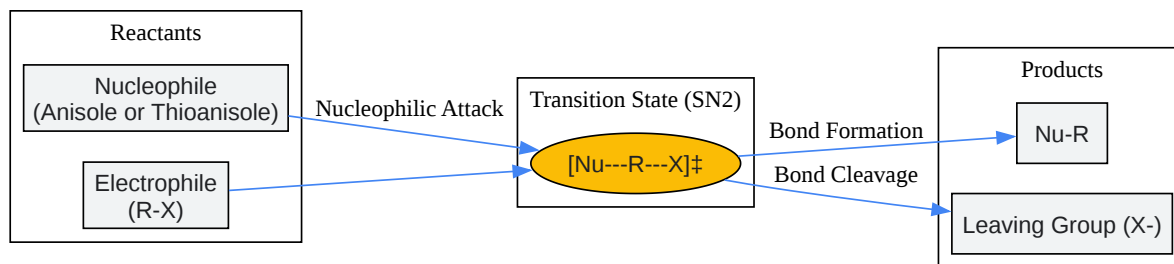 Reactants
Nucleophile
(Anisole or Thioanisole)
Electrophile
(R-X)
Nucleophilic Attack
Transition State (SN2)
[Nu---R---X]‡
Bond Formation
Bond Cleavage
Products
Nu-R
Leaving Group (X-)